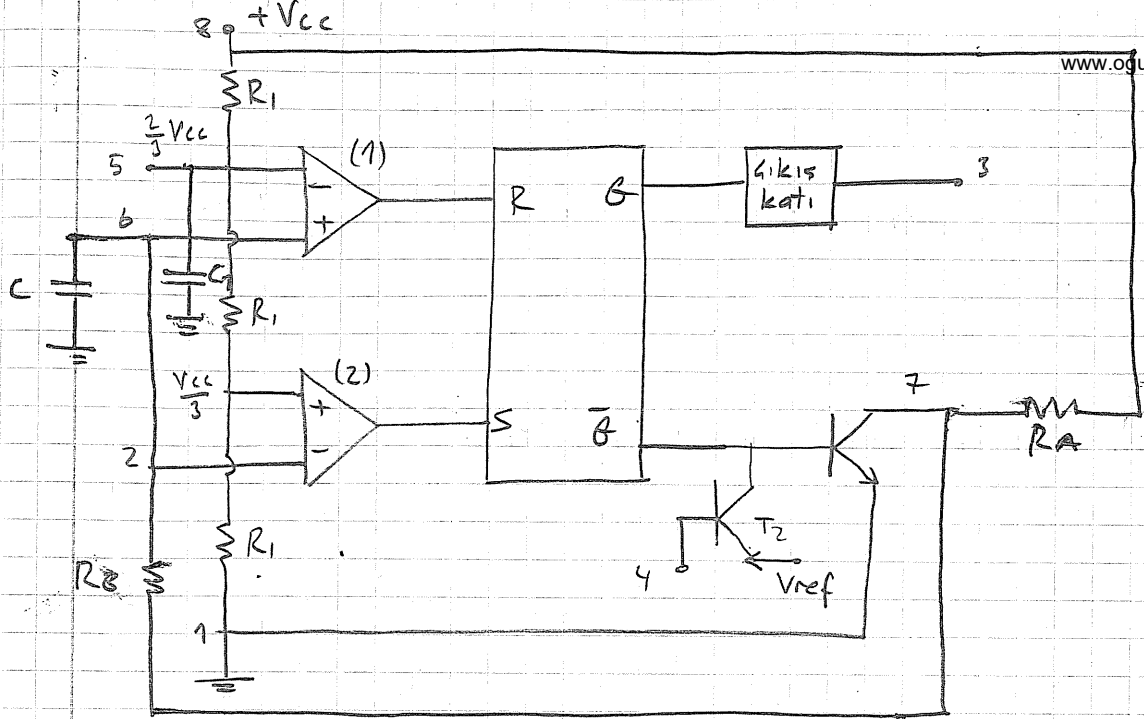 8 + Vcc
www.ogu
R1
2/3 Vcc
5
(1)
-
+
R
G
Çıkış
katı
3
6
C
C1
R1
Vcc/3
(2)
+
-
S
G̅
7
RA
2
T2
4
Vref
RB
R1
1